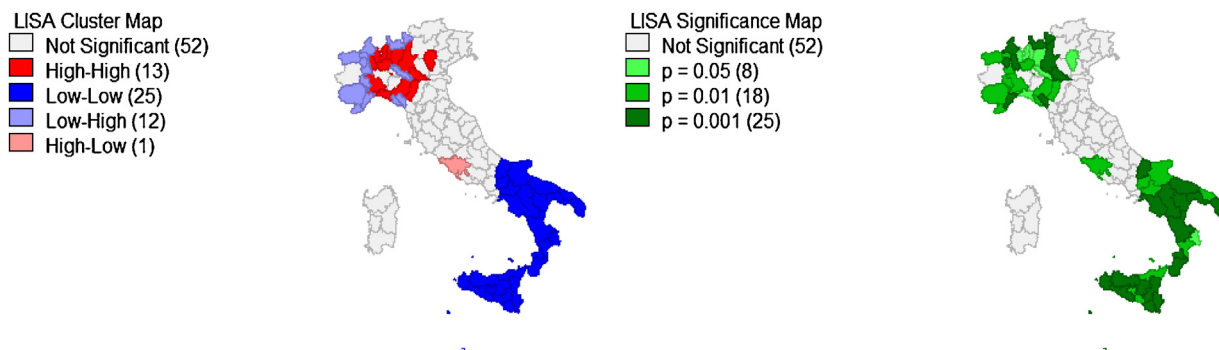 LISA Cluster Map
Not Significant (52)
High-High (13)
Low-Low (25)
Low-High (12)
High-Low (1)
LISA Significance Map
Not Significant (52)
p = 0.05 (8)
p = 0.01 (18)
p = 0.001 (25)